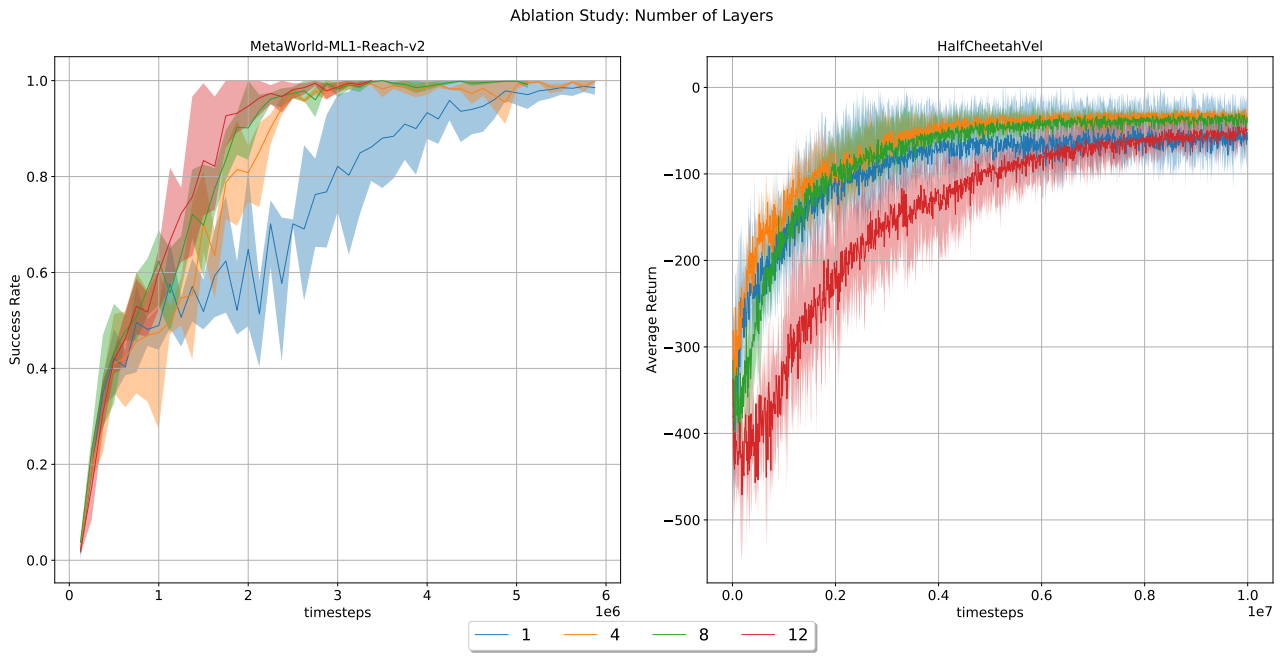 Ablation Study: Number of Layers
MetaWorld-ML1-Reach-v2
Success Rate
1.0
0.8
0.6
0.4
0.2
0.0
0 1 2 3 4 5 6
timesteps
1e6
HalfCheetahVel
Average Return
0
−100
−200
−300
−400
−500
0.0 0.2 0.4 0.6 0.8 1.0
timesteps
1e7
1 4 8 12